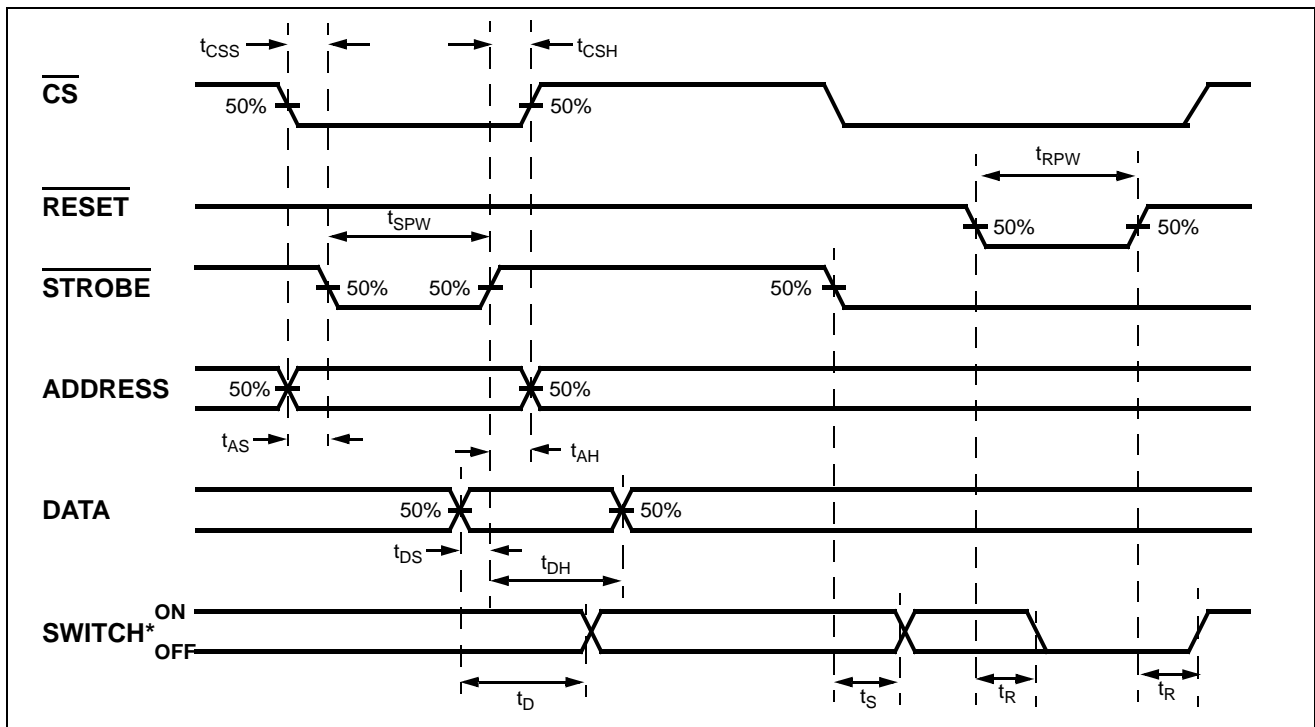 tCSS
tCSH
CS
50%
50%
tRPW
RESET
tSPW
50%
50%
STROBE
50%
50%
50%
ADDRESS
50%
50%
tAS
tAH
DATA
50%
50%
tDS
tDH
ON
SWITCH*
OFF
tD
tS
tR
tR